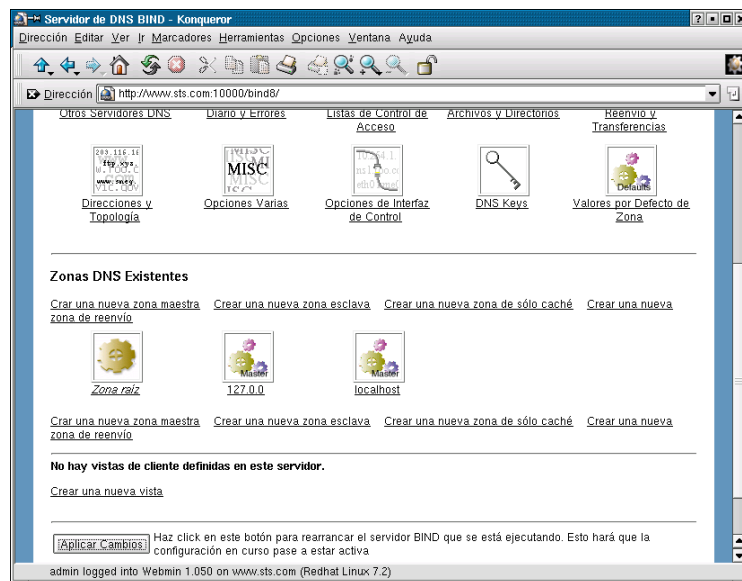 Servidor de DNS BIND - Konqueror
Dirección Editar Ver Ir Marcadores Herramientas Opciones Ventana Ayuda
Dirección http://www.sts.com:10000/bind8/
Otros Servidores DNS Diario y Errores Listas de Control de Acceso Archivos y Directorios Reenvío y Transferencias
MISC
Defaults
Direcciones y Topología Opciones Varias Opciones de Interfaz de Control DNS Keys Valores por Defecto de Zona
Zonas DNS Existentes
Crar una nueva zona maestra Crear una nueva zona esclava Crear una nueva zona de sólo caché Crear una nueva
zona de reenvío
Master Master
Zona raíz 127.0.0 localhost
Crar una nueva zona maestra Crear una nueva zona esclava Crear una nueva zona de sólo caché Crear una nueva
zona de reenvío
No hay vistas de cliente definidas en este servidor.
Crear una nueva vista
Aplicar Cambios Haz click en este botón para rearrancar el servidor BIND que se está ejecutando. Esto hará que la
configuración en curso pase a estar activa
admin logged into Webmin 1.050 on www.sts.com (Redhat Linux 7.2)